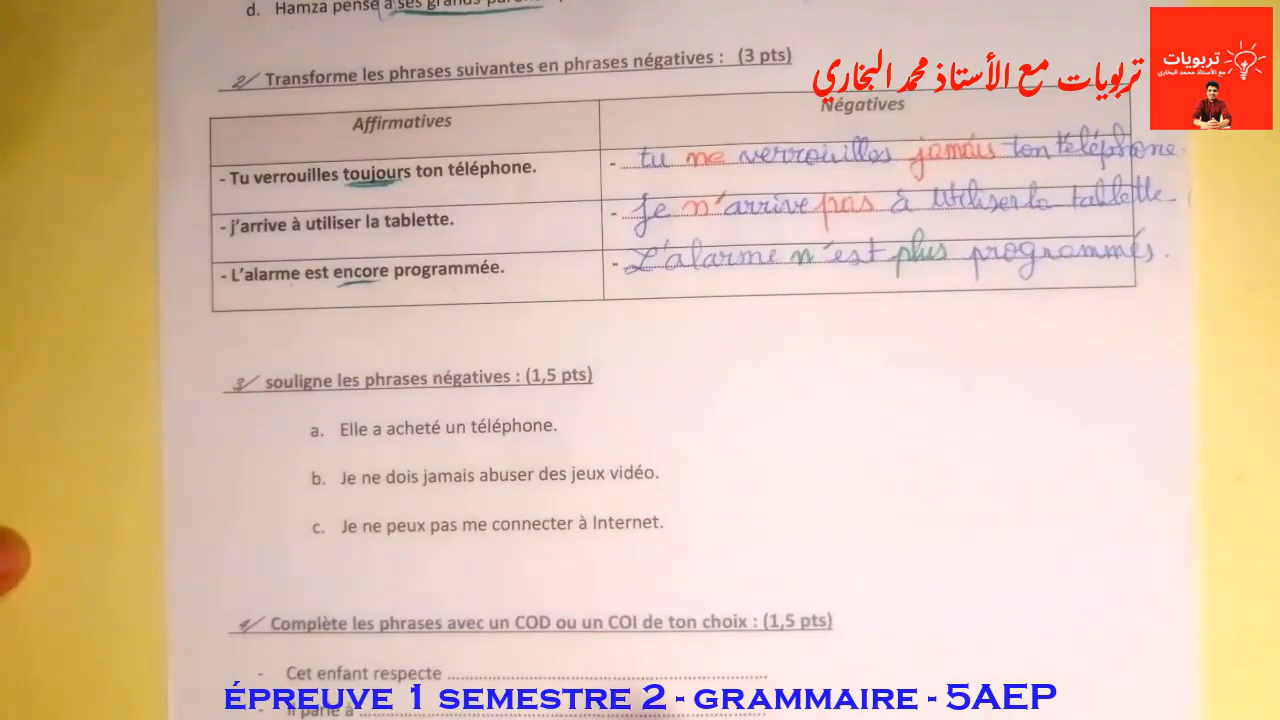 d. Hamza pense à ses grands
2/ Transforme les phrases suivantes en phrases négatives : (3 pts)
تربويات مع الأستاذ محمد البخاري
تربويات
مع الأستاذ محمد البخاري
Affirmatives
Négatives
- Tu verrouilles toujours ton téléphone.
- tu ne verrouilles jamais ton téléphone.
- j'arrive à utiliser la tablette.
- Je n'arrive pas à utiliser la tablette.
- L'alarme est encore programmée.
- L'alarme n'est plus programmés.
3/ souligne les phrases négatives : (1,5 pts)
a. Elle a acheté un téléphone.
b. Je ne dois jamais abuser des jeux vidéo.
c. Je ne peux pas me connecter à Internet.
4/ Complète les phrases avec un COD ou un COI de ton choix : (1,5 pts)
- Cet enfant respecte ....................
- Il parle à ....................
ÉPREUVE 1 SEMESTRE 2 - GRAMMAIRE - 5AEP